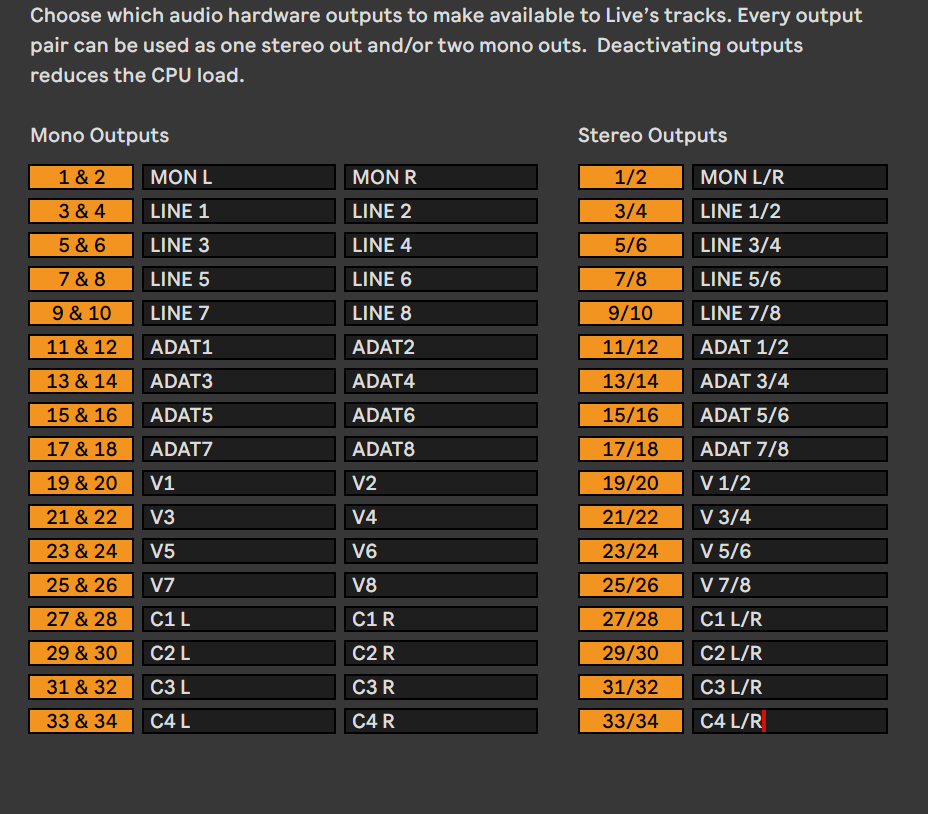 Choose which audio hardware outputs to make available to Live's tracks. Every output
pair can be used as one stereo out and/or two mono outs.  Deactivating outputs
reduces the CPU load.
Mono Outputs
1 & 2 MON L MON R
3 & 4 LINE 1 LINE 2
5 & 6 LINE 3 LINE 4
7 & 8 LINE 5 LINE 6
9 & 10 LINE 7 LINE 8
11 & 12 ADAT1 ADAT2
13 & 14 ADAT3 ADAT4
15 & 16 ADAT5 ADAT6
17 & 18 ADAT7 ADAT8
19 & 20 V1 V2
21 & 22 V3 V4
23 & 24 V5 V6
25 & 26 V7 V8
27 & 28 C1 L C1 R
29 & 30 C2 L C2 R
31 & 32 C3 L C3 R
33 & 34 C4 L C4 R
Stereo Outputs
1/2 MON L/R
3/4 LINE 1/2
5/6 LINE 3/4
7/8 LINE 5/6
9/10 LINE 7/8
11/12 ADAT 1/2
13/14 ADAT 3/4
15/16 ADAT 5/6
17/18 ADAT 7/8
19/20 V 1/2
21/22 V 3/4
23/24 V 5/6
25/26 V 7/8
27/28 C1 L/R
29/30 C2 L/R
31/32 C3 L/R
33/34 C4 L/R